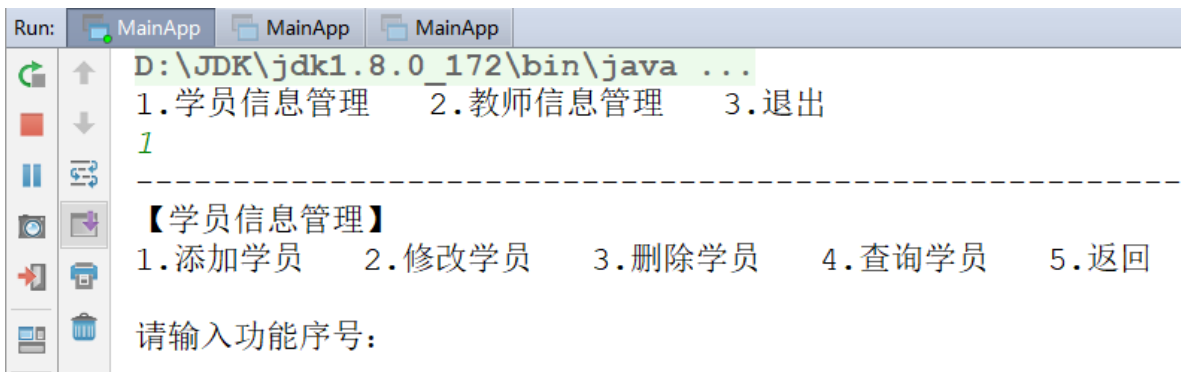 Run: MainApp MainApp MainApp
D:\JDK\jdk1.8.0_172\bin\java ...
1.学员信息管理 2.教师信息管理 3.退出
1
------------------------------------------------------
【学员信息管理】
1.添加学员 2.修改学员 3.删除学员 4.查询学员 5.返回
请输入功能序号：